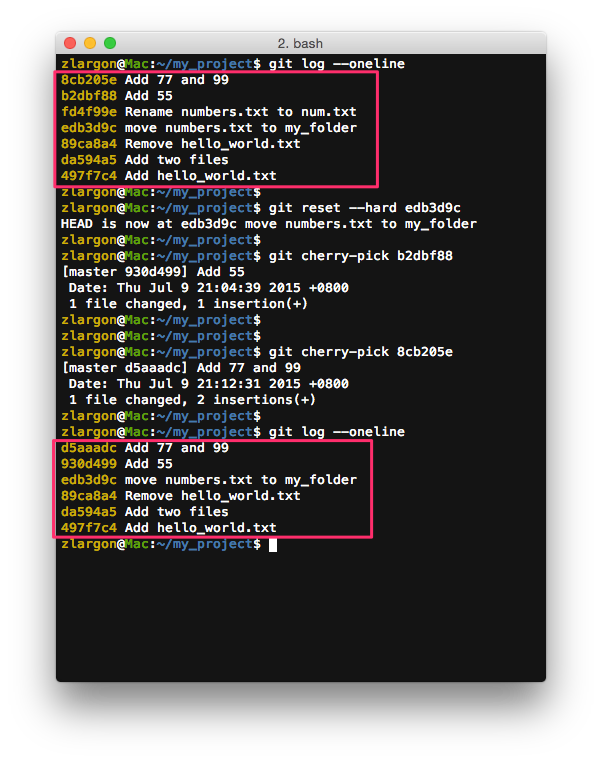 2. bash
zlargon@Mac:~/my_project$ git log --oneline
8cb205e Add 77 and 99
b2dbf88 Add 55
fd4f99e Rename numbers.txt to num.txt
edb3d9c move numbers.txt to my_folder
89ca8a4 Remove hello_world.txt
da594a5 Add two files
497f7c4 Add hello_world.txt
zlargon@Mac:~/my_project$
zlargon@Mac:~/my_project$ git reset --hard edb3d9c
HEAD is now at edb3d9c move numbers.txt to my_folder
zlargon@Mac:~/my_project$
zlargon@Mac:~/my_project$ git cherry-pick b2dbf88
[master 930d499] Add 55
 Date: Thu Jul 9 21:04:39 2015 +0800
 1 file changed, 1 insertion(+)
zlargon@Mac:~/my_project$
zlargon@Mac:~/my_project$ git cherry-pick 8cb205e
[master d5aaadc] Add 77 and 99
 Date: Thu Jul 9 21:12:31 2015 +0800
 1 file changed, 2 insertions(+)
zlargon@Mac:~/my_project$
zlargon@Mac:~/my_project$ git log --oneline
d5aaadc Add 77 and 99
930d499 Add 55
edb3d9c move numbers.txt to my_folder
89ca8a4 Remove hello_world.txt
da594a5 Add two files
497f7c4 Add hello_world.txt
zlargon@Mac:~/my_project$